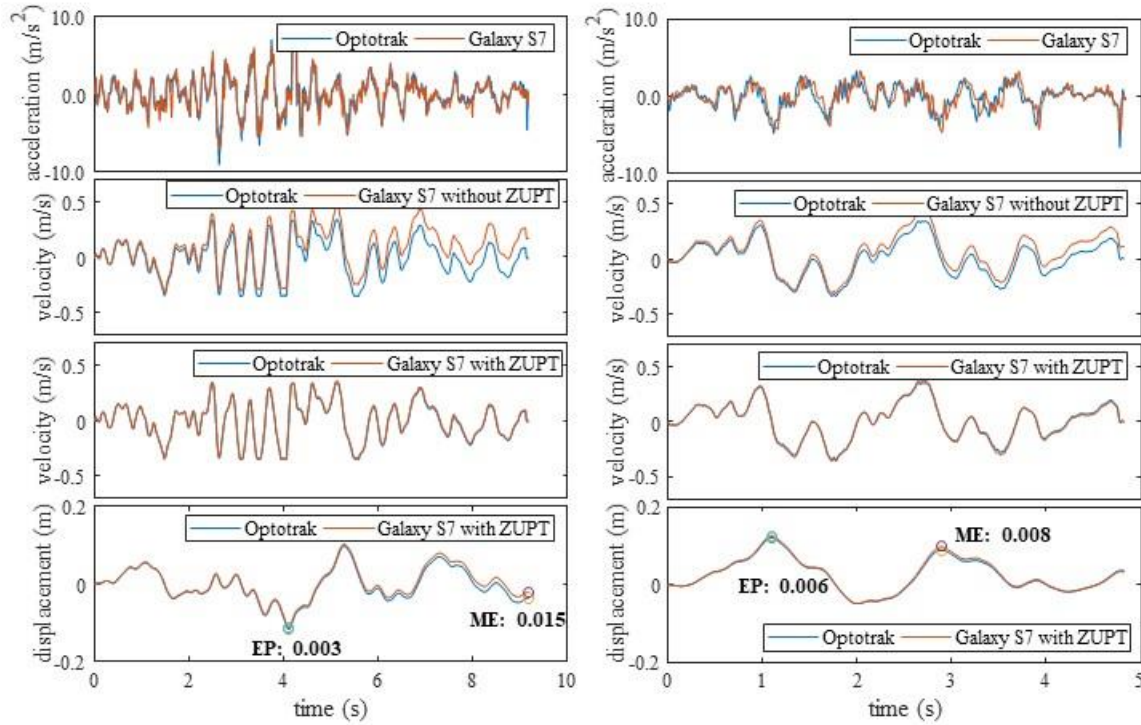 10.0
0.0
-10.0
acceleration (m/s²)
Optotrak Galaxy S7
0.5
0
-0.5
velocity (m/s)
Optotrak Galaxy S7 without ZUPT
0.5
0
-0.5
velocity (m/s)
Optotrak Galaxy S7 with ZUPT
0.2
0
-0.2
displacement (m)
Optotrak Galaxy S7 with ZUPT
EP: 0.003
ME: 0.015
0 2 4 6 8 10
time (s)
10.0
0.0
-10.0
acceleration (m/s²)
Optotrak Galaxy S7
0.5
0
-0.5
velocity (m/s)
Optotrak Galaxy S7 without ZUPT
0.5
0
-0.5
velocity (m/s)
Optotrak Galaxy S7 with ZUPT
0.2
0
-0.2
displacement (m)
ME: 0.008
EP: 0.006
Optotrak Galaxy S7 with ZUPT
0 1 2 3 4 5
time (s)